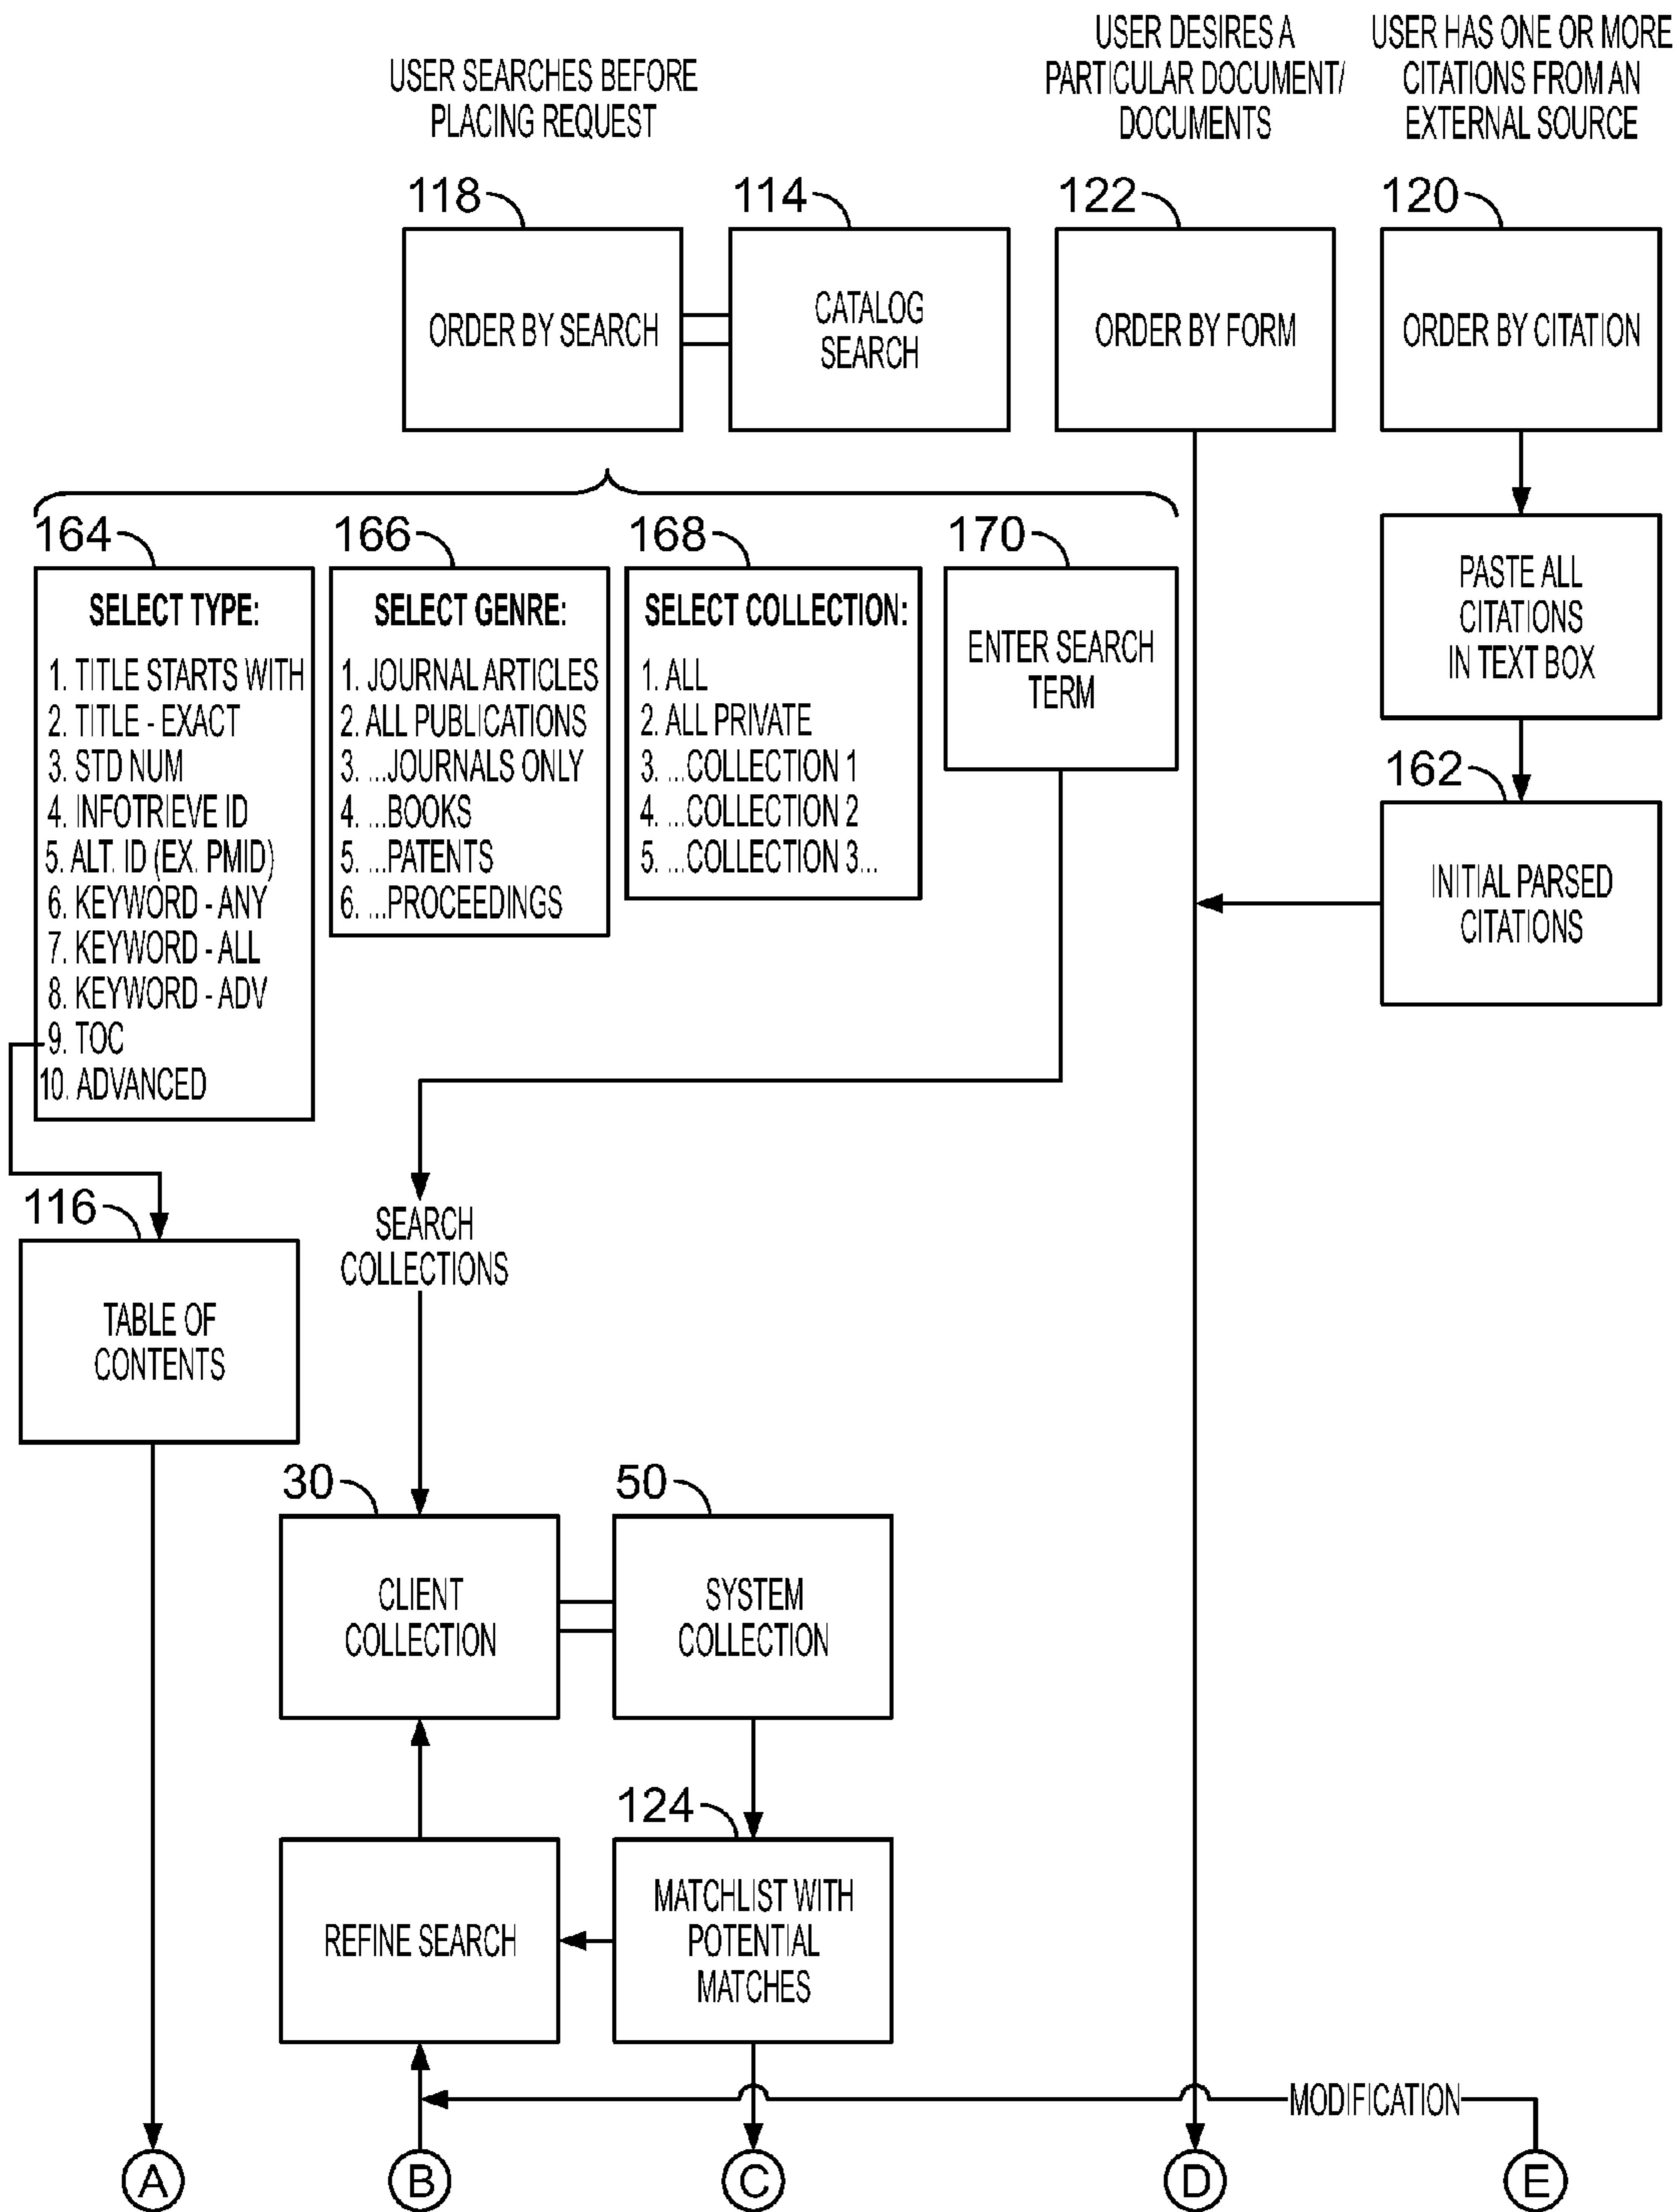 USER SEARCHES BEFORE
PLACING REQUEST
USER DESIRES A
PARTICULAR DOCUMENT/
DOCUMENTS
USER HAS ONE OR MORE
CITATIONS FROM AN
EXTERNAL SOURCE
118
ORDER BY SEARCH
114
CATALOG
SEARCH
122
ORDER BY FORM
120
ORDER BY CITATION
164
SELECT TYPE:
1. TITLE STARTS WITH
2. TITLE - EXACT
3. STD NUM
4. INFOTRIEVE ID
5. ALT. ID (EX. PMID)
6. KEYWORD - ANY
7. KEYWORD - ALL
8. KEYWORD - ADV
9. TOC
10. ADVANCED
166
SELECT GENRE:
1. JOURNAL ARTICLES
2. ALL PUBLICATIONS
3. ...JOURNALS ONLY
4. ...BOOKS
5. ...PATENTS
6. ...PROCEEDINGS
168
SELECT COLLECTION:
1. ALL
2. ALL PRIVATE
3. ...COLLECTION 1
4. ...COLLECTION 2
5. ...COLLECTION 3...
170
ENTER SEARCH
TERM
PASTE ALL
CITATIONS
IN TEXT BOX
162
INITIAL PARSED
CITATIONS
116
TABLE OF
CONTENTS
SEARCH
COLLECTIONS
30
CLIENT
COLLECTION
50
SYSTEM
COLLECTION
REFINE SEARCH
124
MATCHLIST WITH
POTENTIAL
MATCHES
MODIFICATION
A
B
C
D
E